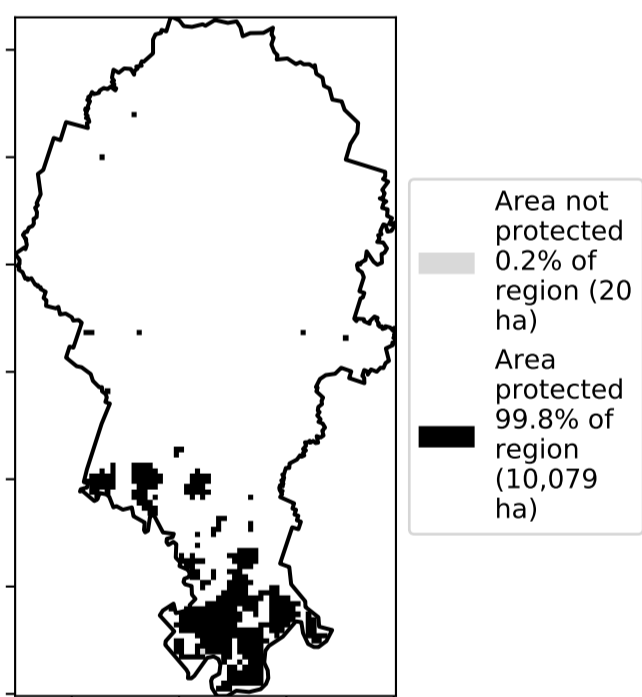 Area not
protected
0.2% of
region (20
ha)
Area
protected
99.8% of
region
(10,079
ha)